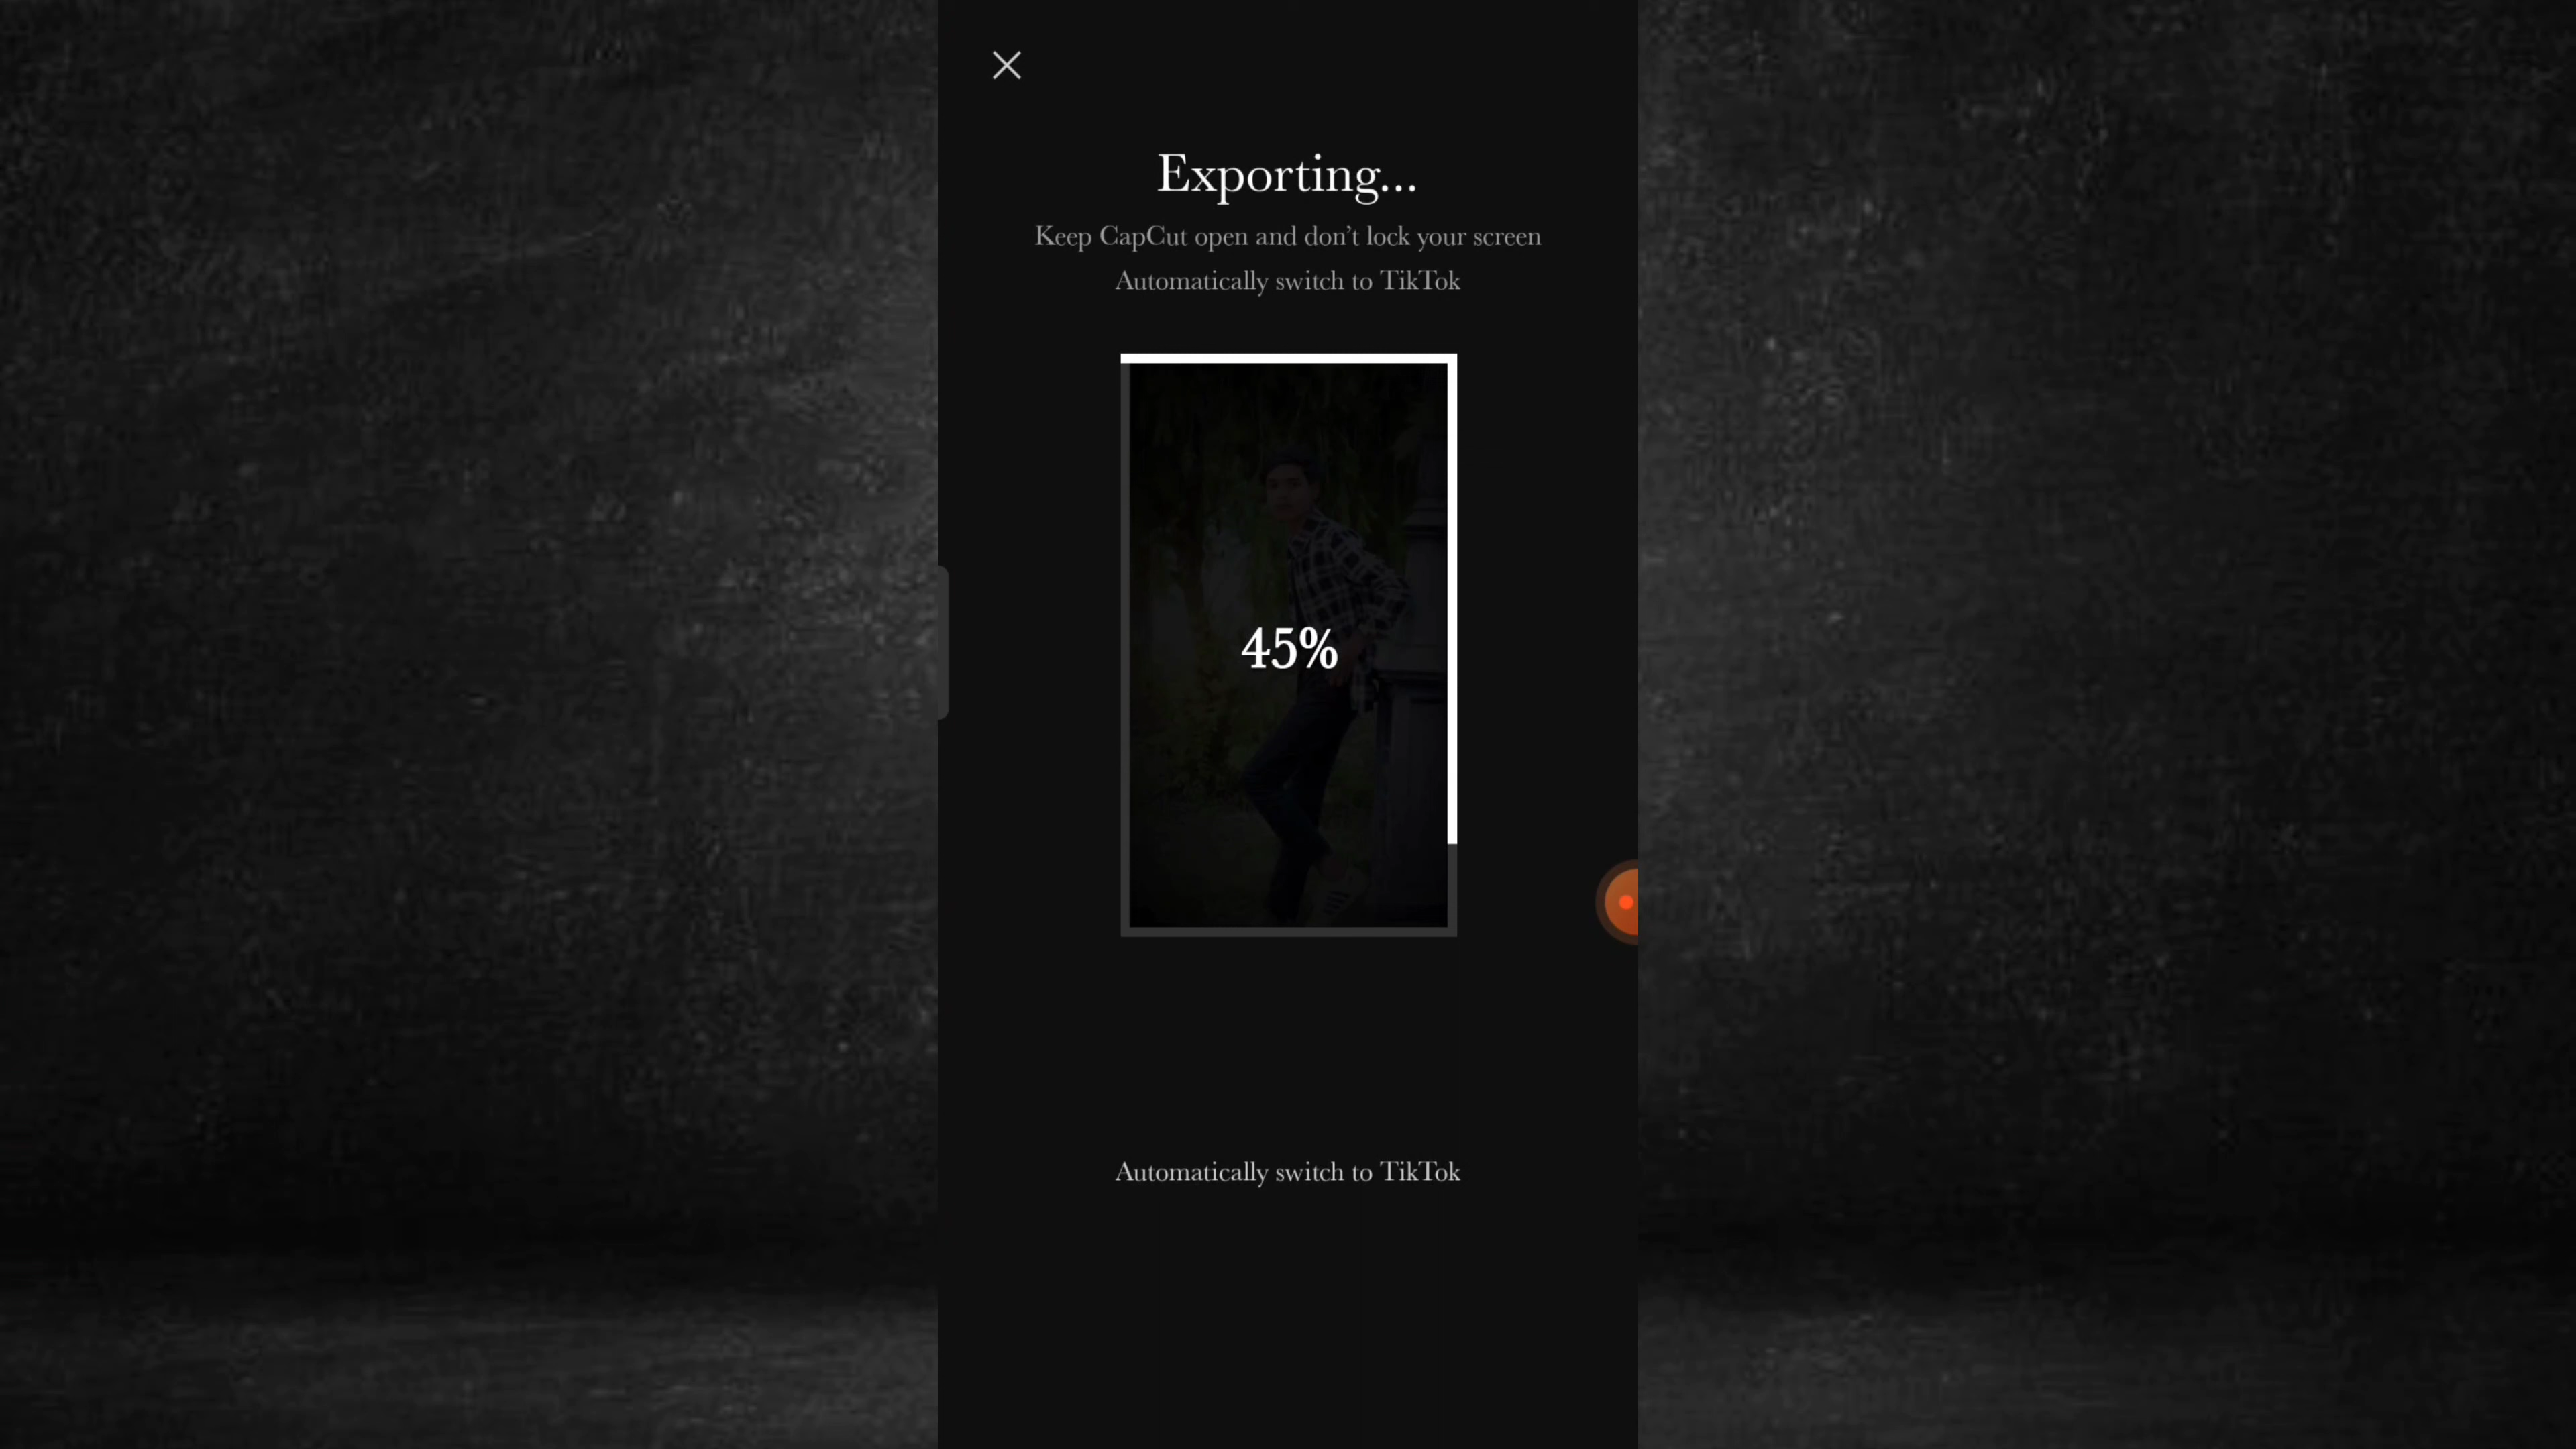 Exporting...
Keep CapCut open and don’t lock your screen
Automatically switch to TikTok
45%
Automatically switch to TikTok